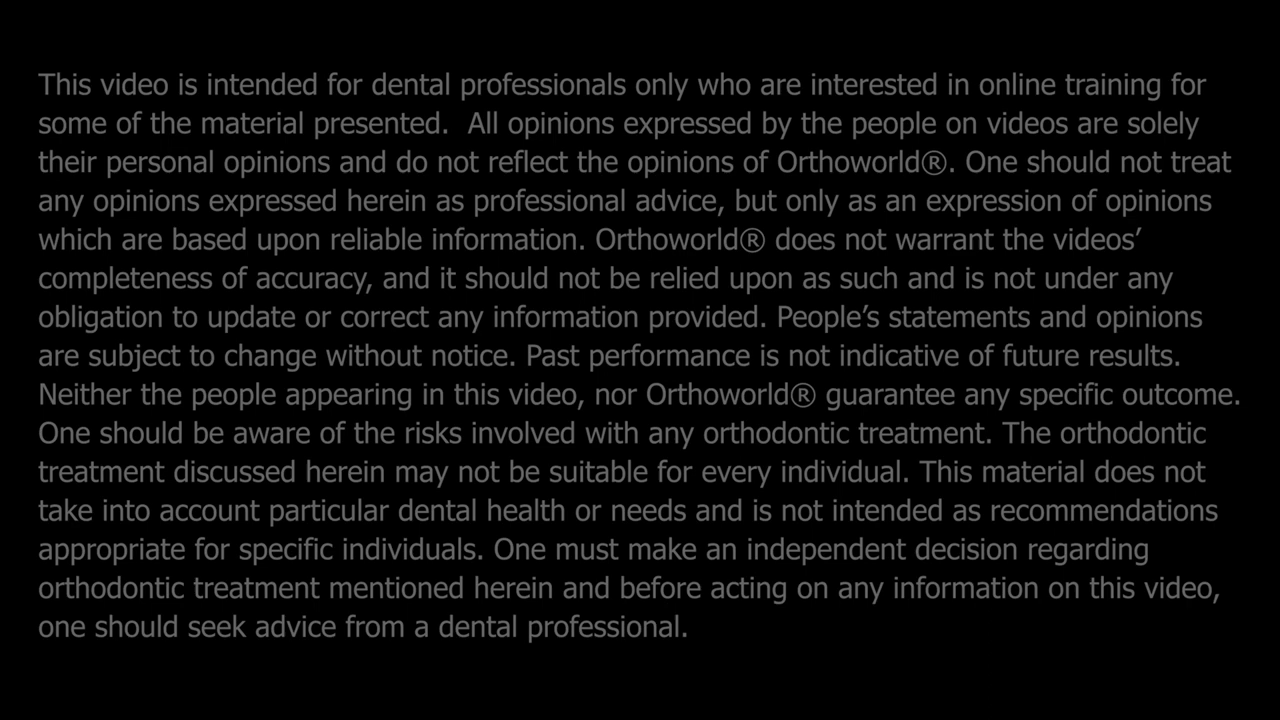 This video is intended for dental professionals only who are interested in online training for
some of the material presented.  All opinions expressed by the people on videos are solely
their personal opinions and do not reflect the opinions of Orthoworld®. One should not treat
any opinions expressed herein as professional advice, but only as an expression of opinions
which are based upon reliable information. Orthoworld® does not warrant the videos’
completeness of accuracy, and it should not be relied upon as such and is not under any
obligation to update or correct any information provided. People’s statements and opinions
are subject to change without notice. Past performance is not indicative of future results.
Neither the people appearing in this video, nor Orthoworld® guarantee any specific outcome.
One should be aware of the risks involved with any orthodontic treatment. The orthodontic
treatment discussed herein may not be suitable for every individual. This material does not
take into account particular dental health or needs and is not intended as recommendations
appropriate for specific individuals. One must make an independent decision regarding
orthodontic treatment mentioned herein and before acting on any information on this video,
one should seek advice from a dental professional.